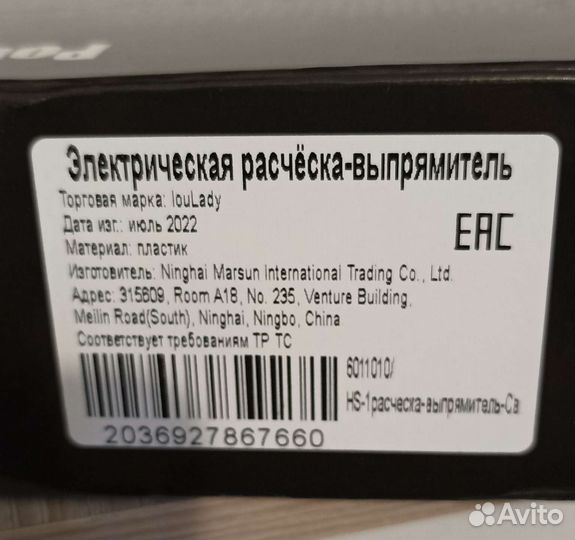 Электрическая расчёска-выпрямитель
Торговая марка: louLady
Дата изг.: июль 2022
Материал: пластик
EAC
Изготовитель: Ninghai Marsun International Trading Co., Ltd.
Адрес: 315609, Room A18, No. 235, Venture Building,
Meilin Road(South), Ninghai, Ningbo, China
Соответствует требованиям ТР ТС
6011010/
HS-1расческа-выпрямитель-Са
2036927867660
Avito